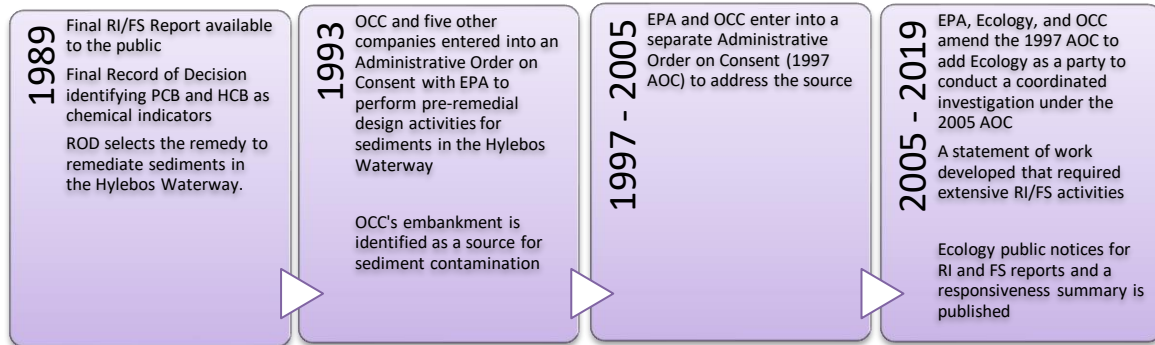 1989
Final RI/FS Report available
to the public
Final Record of Decision
identifying PCB and HCB as
chemical indicators
ROD selects the remedy to
remediate sediments in
the Hylebos Waterway.
1993
OCC and five other
companies entered into an
Administrative Order on
Consent with EPA to
perform pre-remedial
design activities for
sediments in the Hylebos
Waterway
OCC's embankment is
identified as a source for
sediment contamination
1997 - 2005
EPA and OCC enter into a
separate Administrative
Order on Consent (1997
AOC) to address the source
2005 - 2019
EPA, Ecology, and OCC
amend the 1997 AOC to
add Ecology as a party to
conduct a coordinated
investigation under the
2005 AOC
A statement of work
developed that required
extensive RI/FS activities
Ecology public notices for
RI and FS reports and a
responsiveness summary is
published